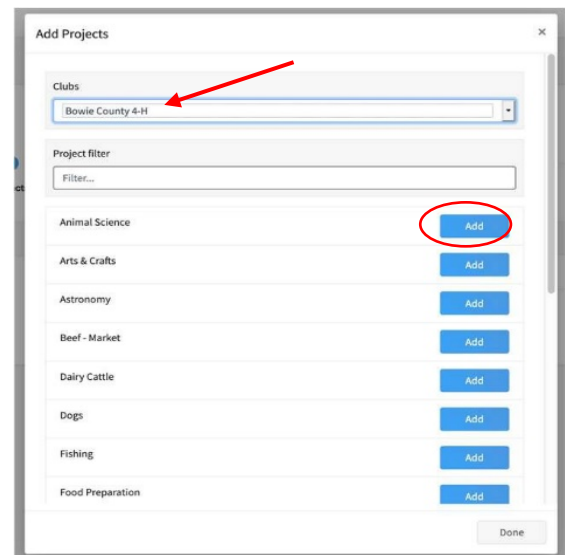 Add Projects ×
Clubs
Bowie County 4-H
Project filter
Filter...
Animal Science Add
Arts & Crafts Add
Astronomy Add
Beef - Market Add
Dairy Cattle Add
Dogs Add
Fishing Add
Food Preparation Add
Done